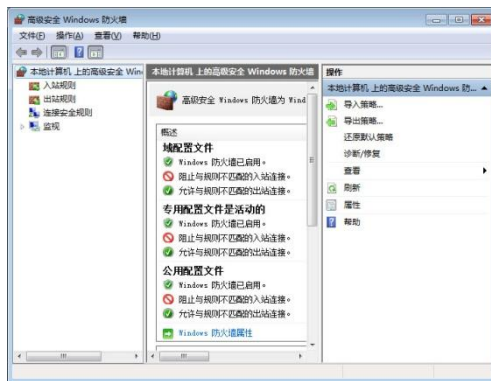 高级安全 Windows 防火墙
文件(F) 操作(A) 查看(V) 帮助(H)
本地计算机 上的高级安全 Win
入站规则
出站规则
连接安全规则
监视
本地计算机 上的高级安全 Windows 防火墙
高级安全 Windows 防火墙为 Wind
概述
域配置文件
Windows 防火墙已启用。
阻止与规则不匹配的入站连接。
允许与规则不匹配的出站连接。
专用配置文件是活动的
Windows 防火墙已启用。
阻止与规则不匹配的入站连接。
允许与规则不匹配的出站连接。
公用配置文件
Windows 防火墙已启用。
阻止与规则不匹配的入站连接。
允许与规则不匹配的出站连接。
Windows 防火墙属性
操作
本地计算机 上的高级安全 Windows 防...
导入策略...
导出策略...
还原默认策略
诊断/修复
查看
刷新
属性
帮助